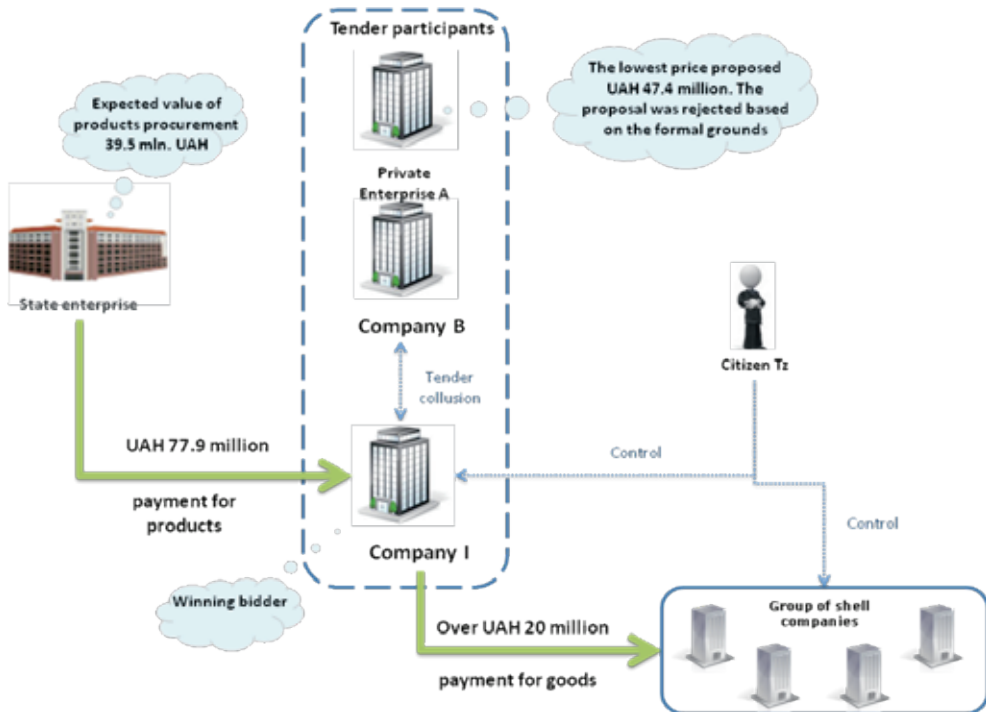 Tender participants
Expected value of
products procurement
39.5 mln. UAH
The lowest price proposed
UAH 47.4 million. The
proposal was rejected based
on the formal grounds
Private
Enterprise A
State enterprise
Company B
Citizen Tz
Tender
collusion
UAH 77.9 million
payment for
products
Control
Control
Company I
Winning bidder
Over UAH 20 million
payment for goods
Group of shell
companies